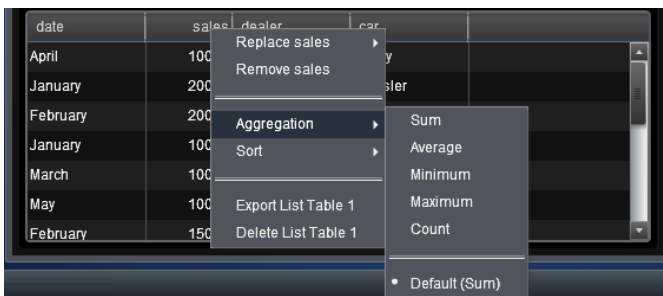 date sales dealer car
April 100
Replace sales
January 200
Remove sales
February 200
January 100
March 100
May 100
February 150
Aggregation
Sort
Export List Table 1
Delete List Table 1
Sum
Average
Minimum
Maximum
Count
Default (Sum)